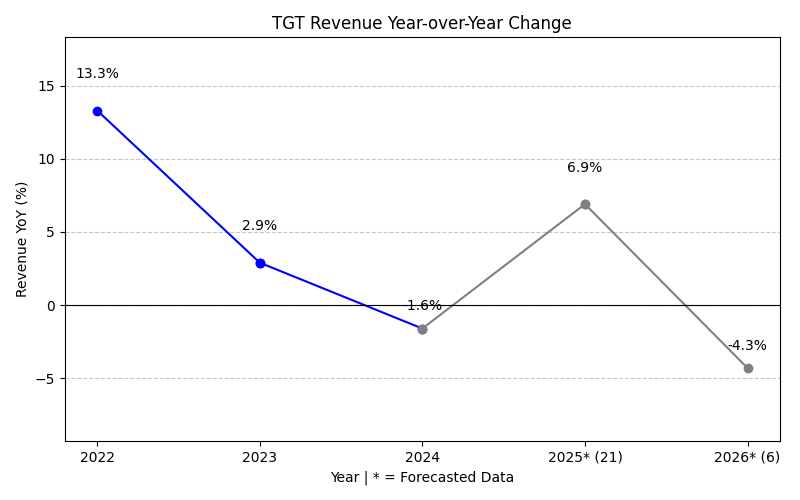 TGT Revenue Year-over-Year Change
13.3%
15
10
6.9%
5
2.9%
0
-1.6%
-4.3%
−5
Revenue YoY (%)
2022 2023 2024 2025* (21) 2026* (6)
Year | * = Forecasted Data